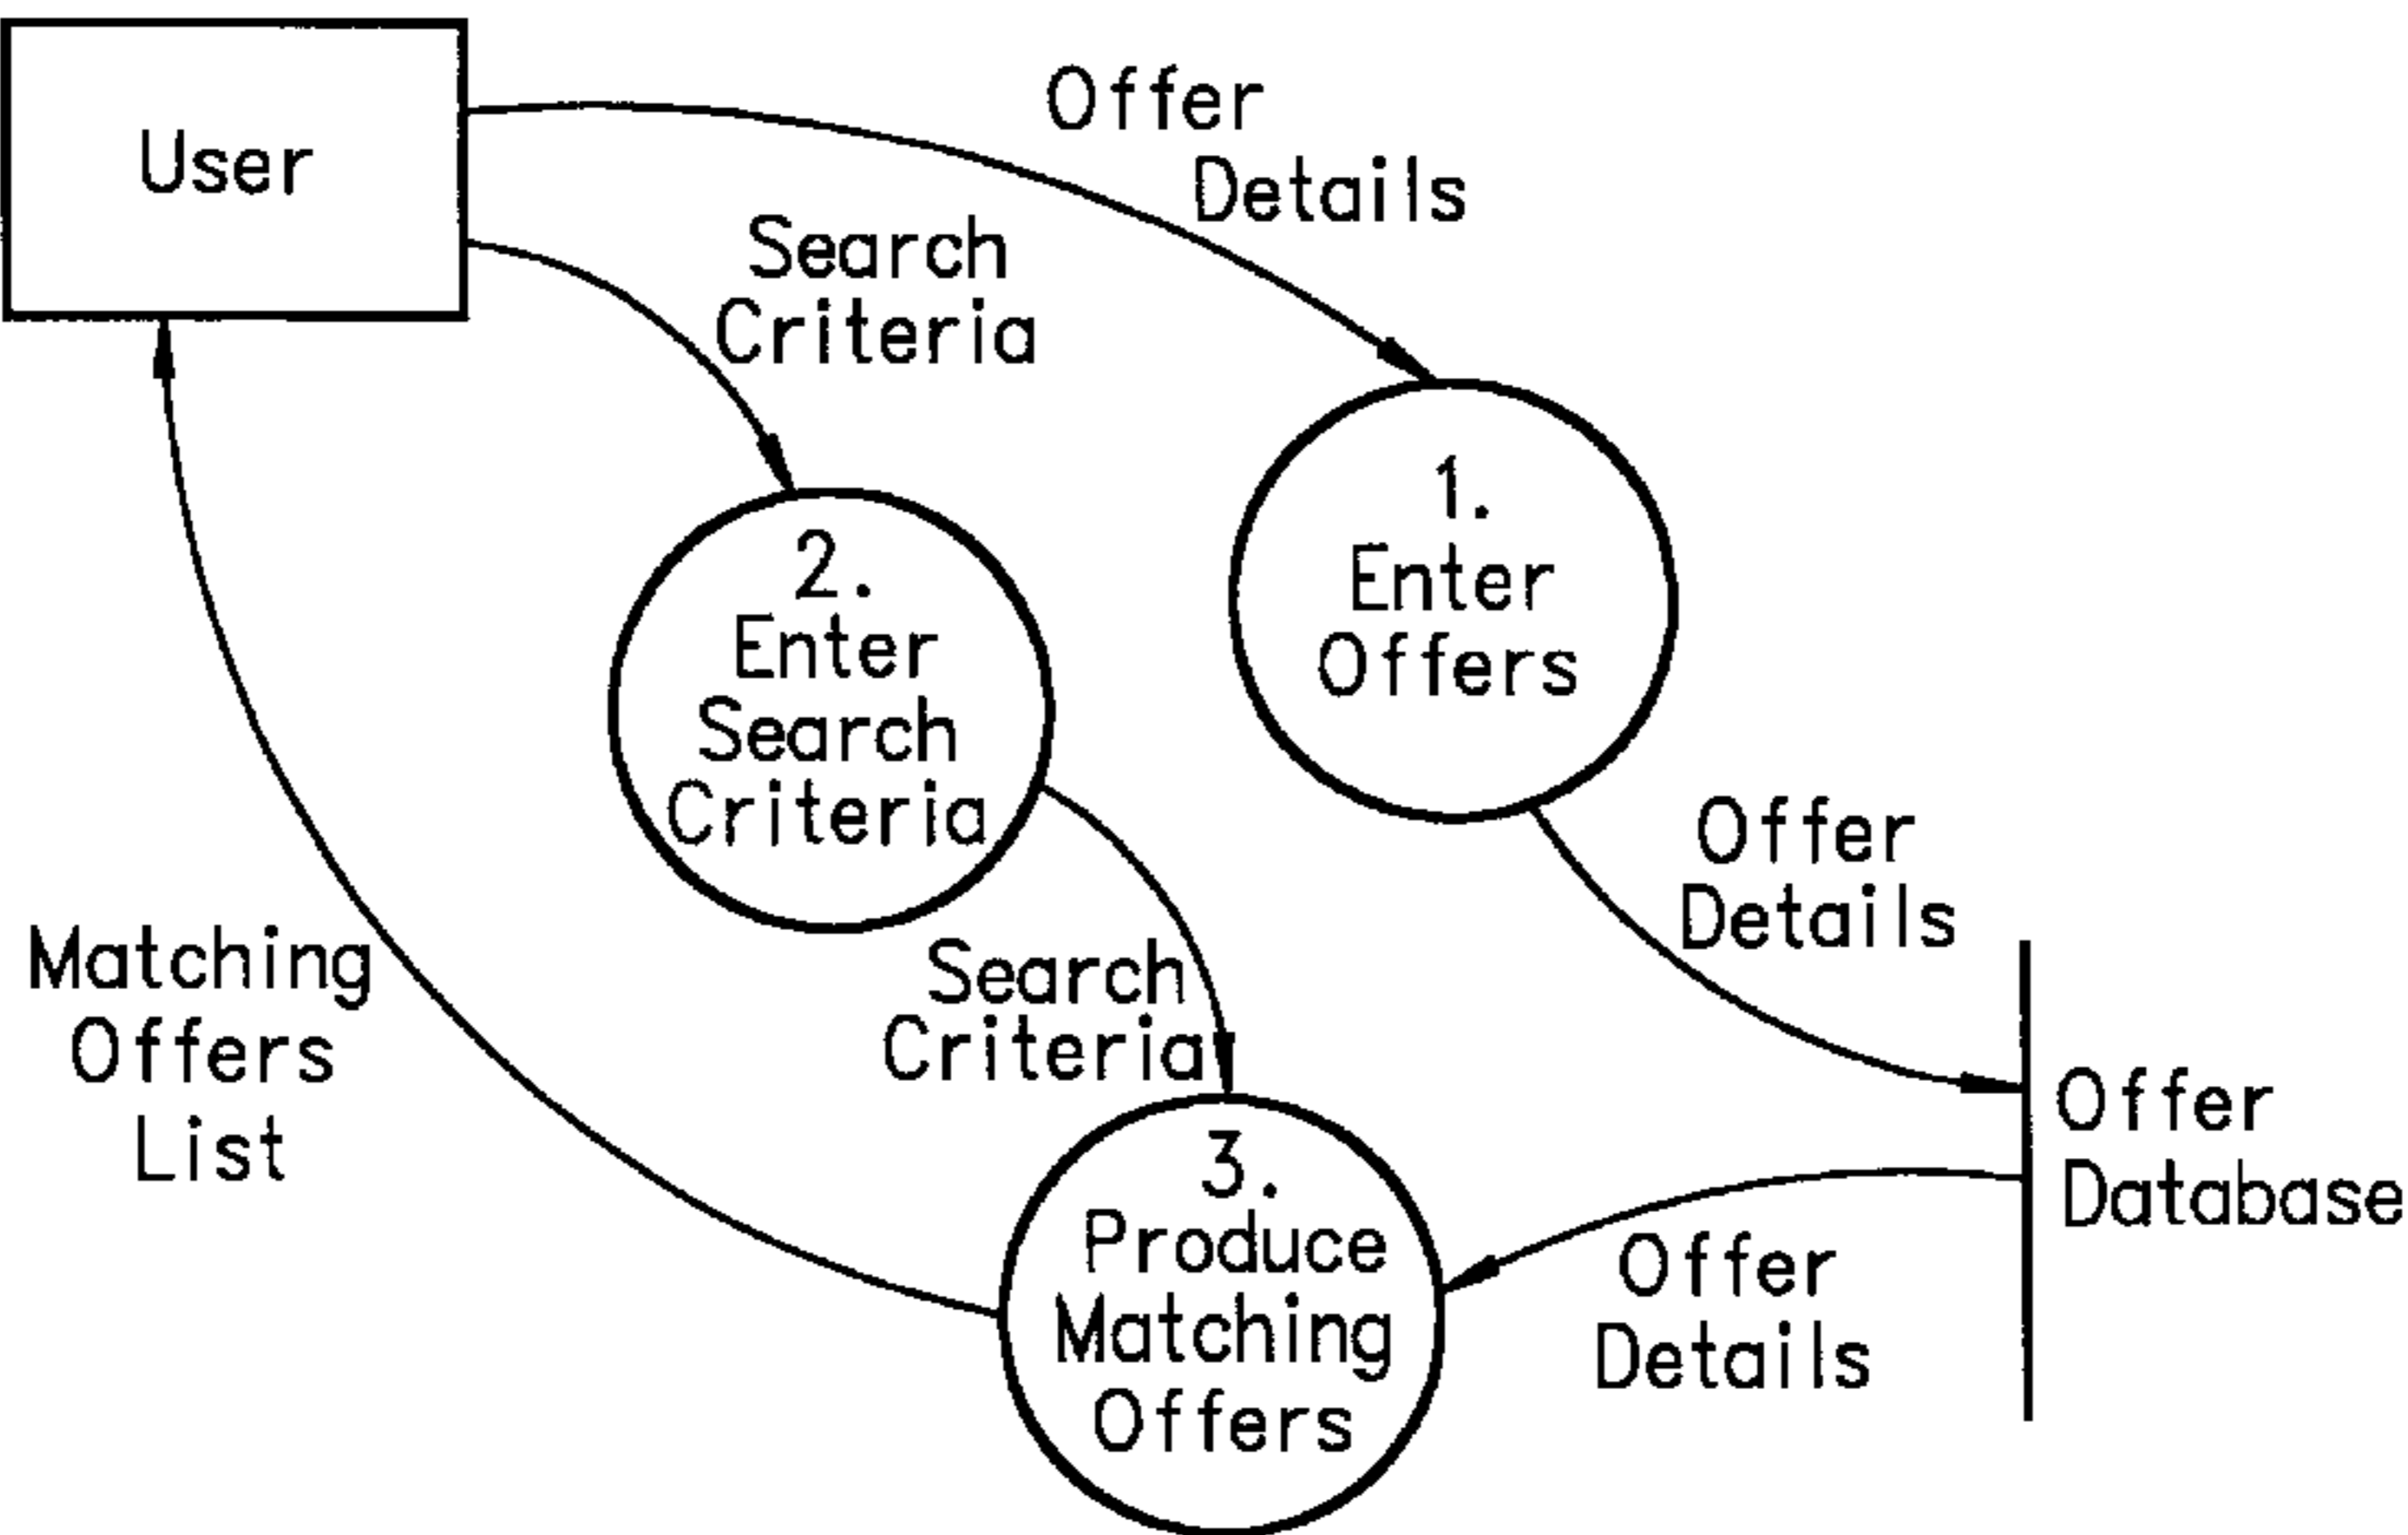 User
Offer
Details
Search
Criteria
1.
Enter
Offers
2.
Enter
Search
Criteria
Offer
Details
Matching
Offers
List
Search
Criteria
Offer
Database
3.
Produce
Matching
Offers
Offer
Details